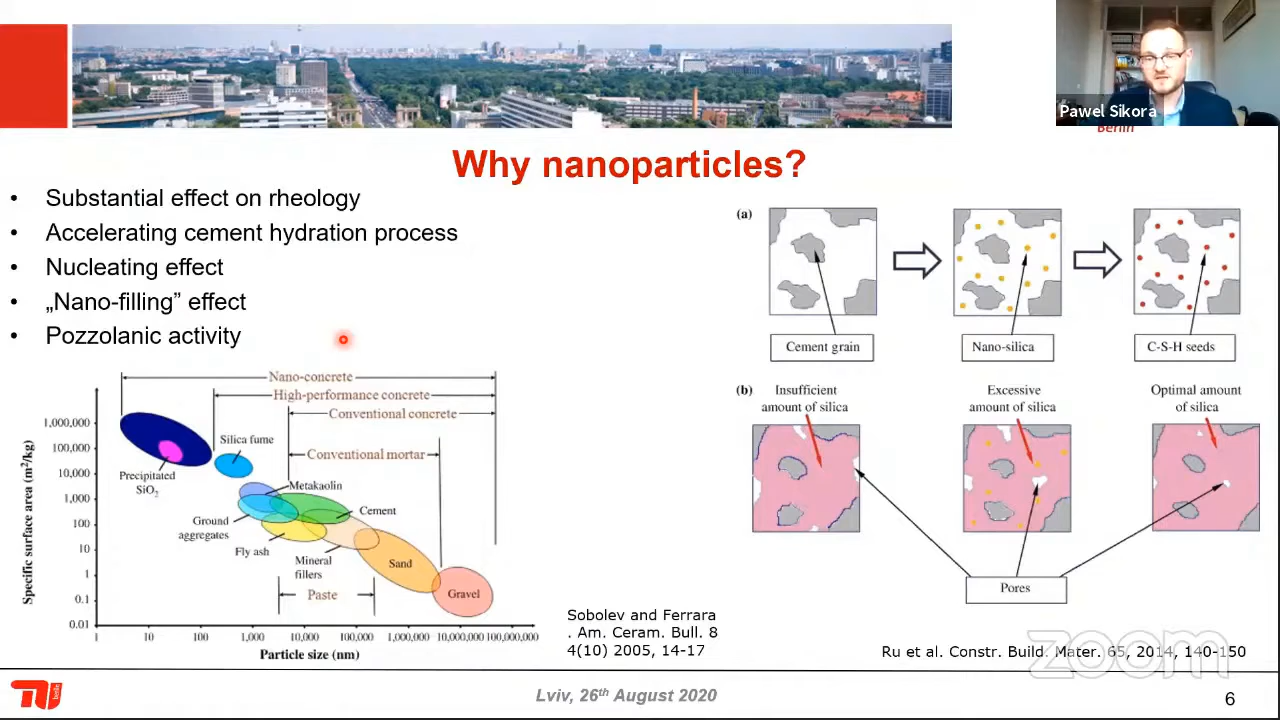 Pawel Sikora
Berlin
Why nanoparticles?
• Substantial effect on rheology
• Accelerating cement hydration process
• Nucleating effect
• „Nano-filling” effect
• Pozzolanic activity
(a)
Cement grain
Nano-silica
C-S-H seeds
(b)
Insufficient
amount of silica
Excessive
amount of silica
Optimal amount
of silica
Pores
Nano-concrete
High-performance concrete
Conventional concrete
Conventional mortar
Silica fume
Precipitated
SiO2
Metakaolin
Cement
Ground
aggregates
Fly ash
Mineral
fillers
Sand
Gravel
Paste
Specific surface area (m²/kg)
1,000,000
100,000
10,000
1,000
100
10
1
0.1
0.01
1 10 100 1,000 10,000 100,000 1,000,000 10,000,000 100,000,000
Particle size (nm)
Sobolev and Ferrara
. Am. Ceram. Bull. 8
4(10) 2005, 14-17
Ru et al. Constr. Build. Mater. 65, 2014, 140-150
zoom
Lviv, 26th August 2020
6